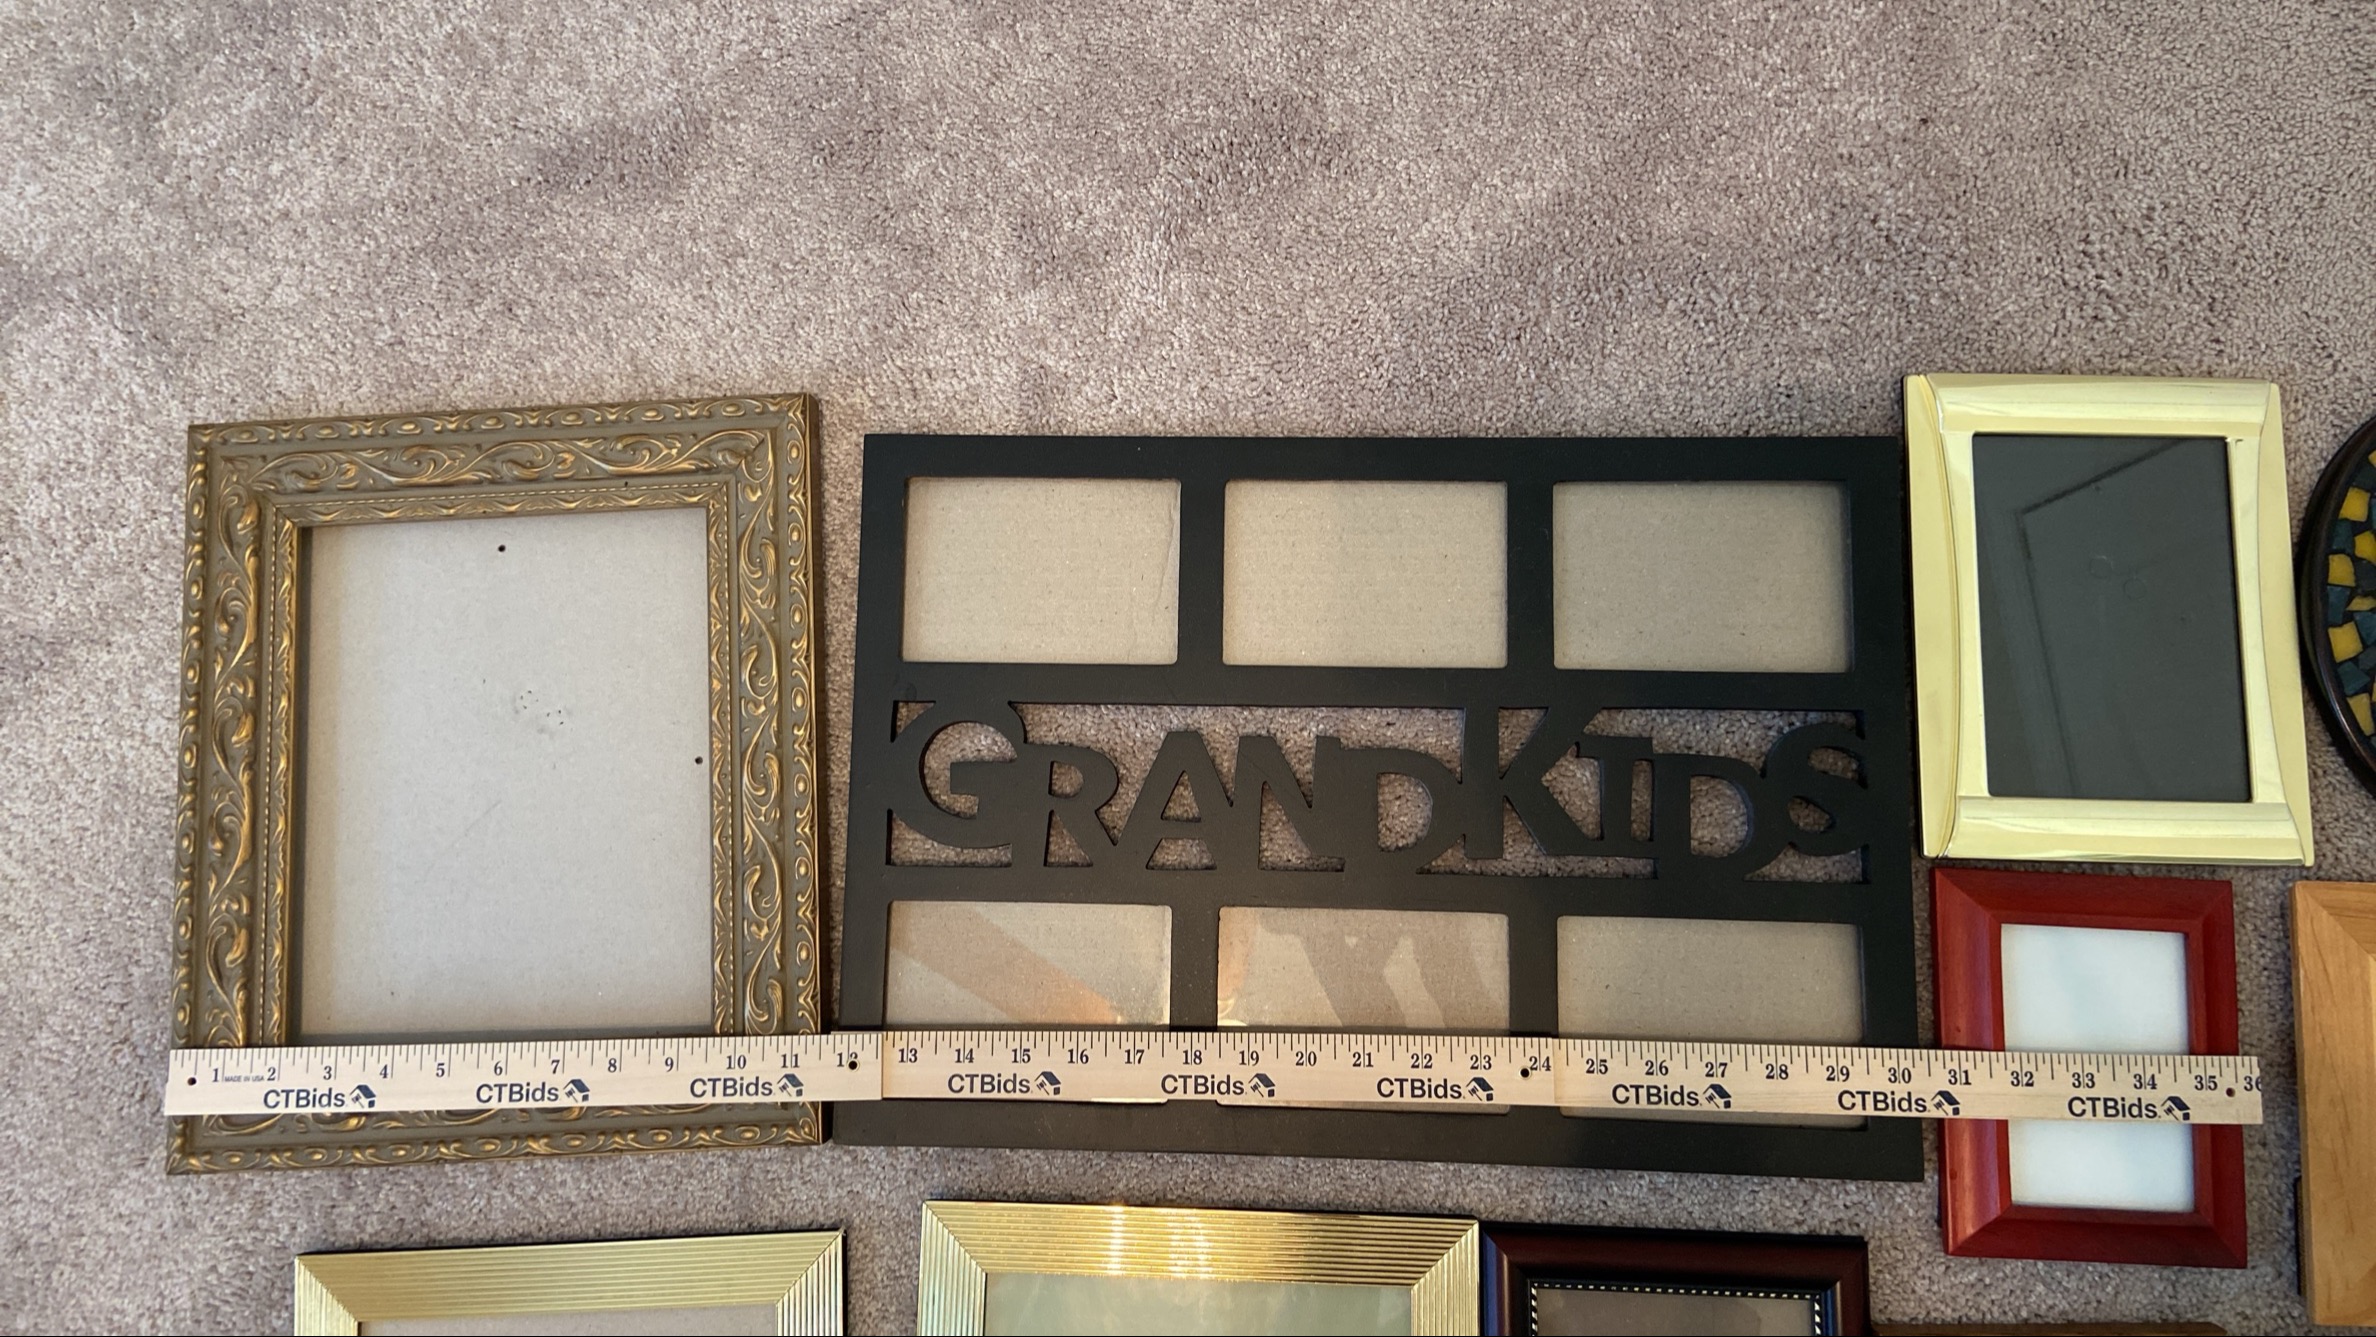 GRANDKIDS
1 MADE IN USA 2 3 4 5 6 7 8 9 10 11 12 13 14 15 16 17 18 19 20 21 22 23 24 25 26 27 28 29 30 31 32 33 34 35 36
CTBids. CTBids. CTBids. CTBids. CTBids. CTBids. CTBids. CTBids. CTBids.